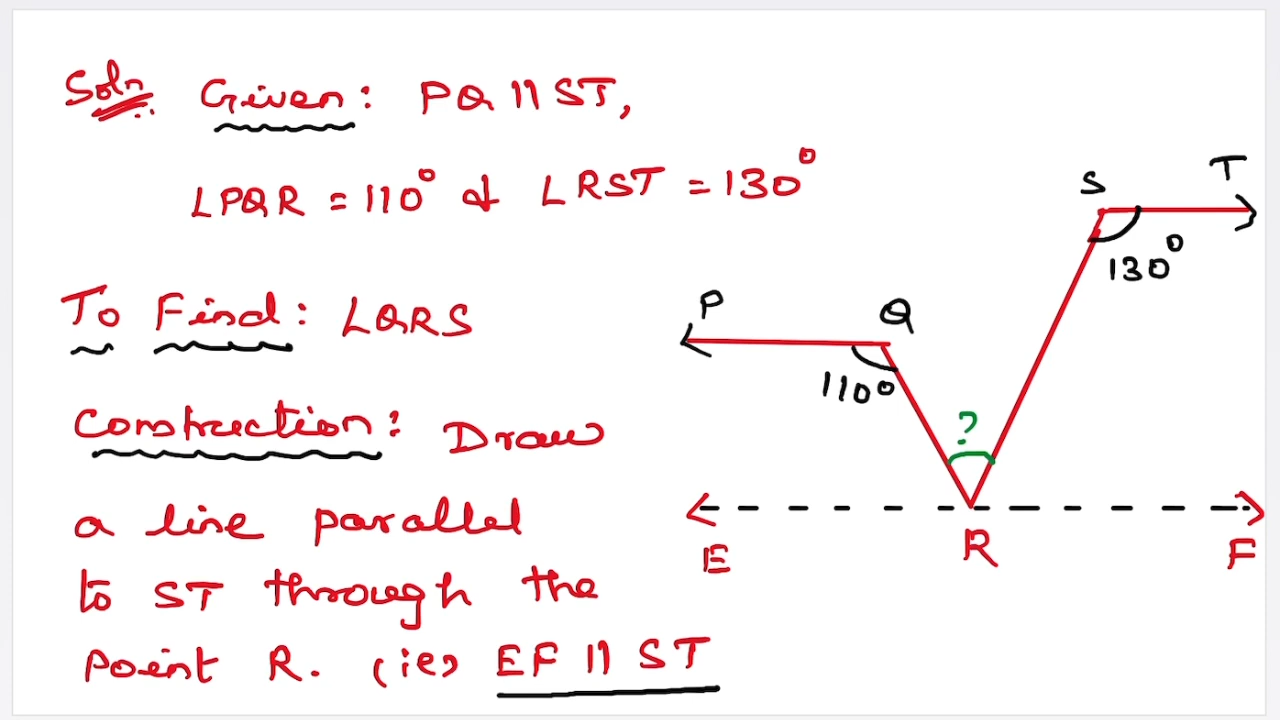 Soln Given: PQ || ST,
∠PQR = 110° & ∠RST = 130°
To Find: ∠QRS
Construction: Draw
a line parallel
to ST through the
point R. (ie) EF || ST
S T
130°
P Q
110°
?
E R F